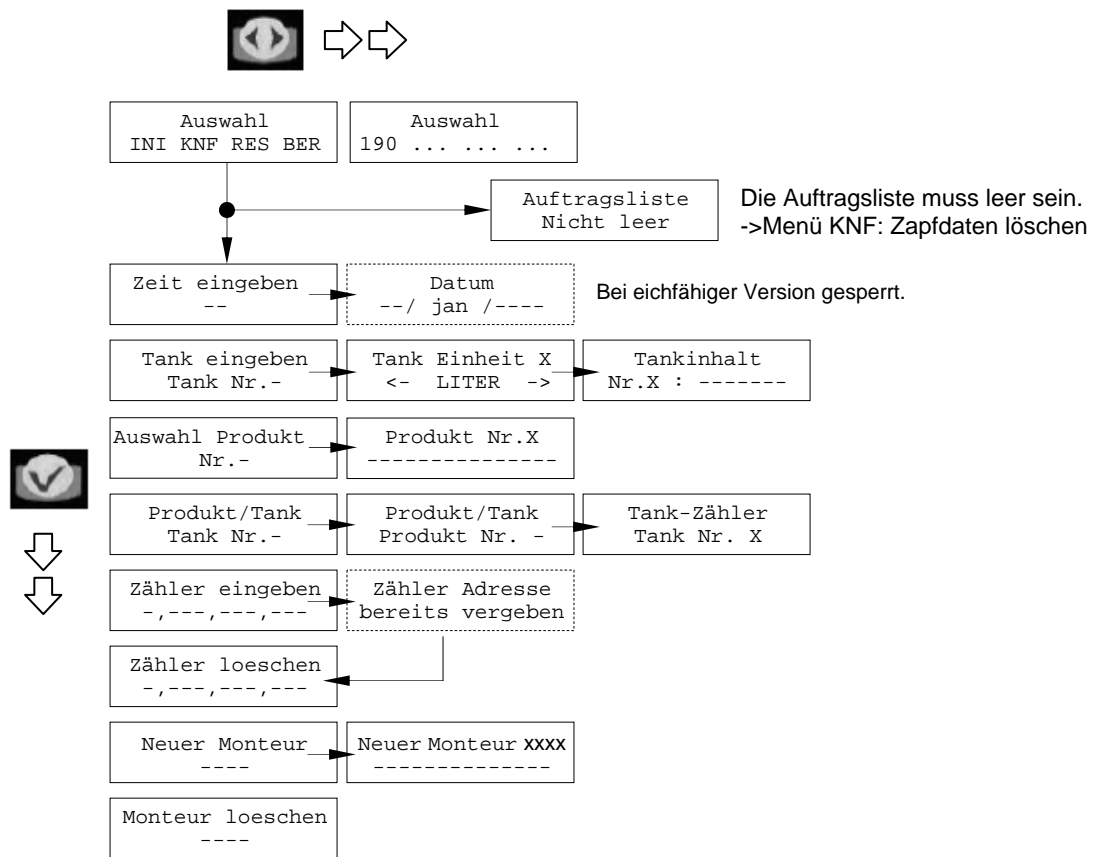 Auswahl
INI KNF RES BER
Auswahl
190 ... ... ...
Auftragsliste
Nicht leer
Die Auftragsliste muss leer sein.
->Menü KNF: Zapfdaten löschen
Zeit eingeben
--
Datum
--/ jan /----
Bei eichfähiger Version gesperrt.
Tank eingeben
Tank Nr.-
Tank Einheit X
<- LITER ->
Tankinhalt
Nr.X : -------
Auswahl Produkt
Nr.-
Produkt Nr.X
---------------
Produkt/Tank
Tank Nr.-
Produkt/Tank
Produkt Nr. -
Tank-Zähler
Tank Nr. X
Zähler eingeben
-,---,---,---
Zähler Adresse
bereits vergeben
Zähler loeschen
-,---,---,---
Neuer Monteur
----
Neuer Monteur XXXX
--------------
Monteur loeschen
----